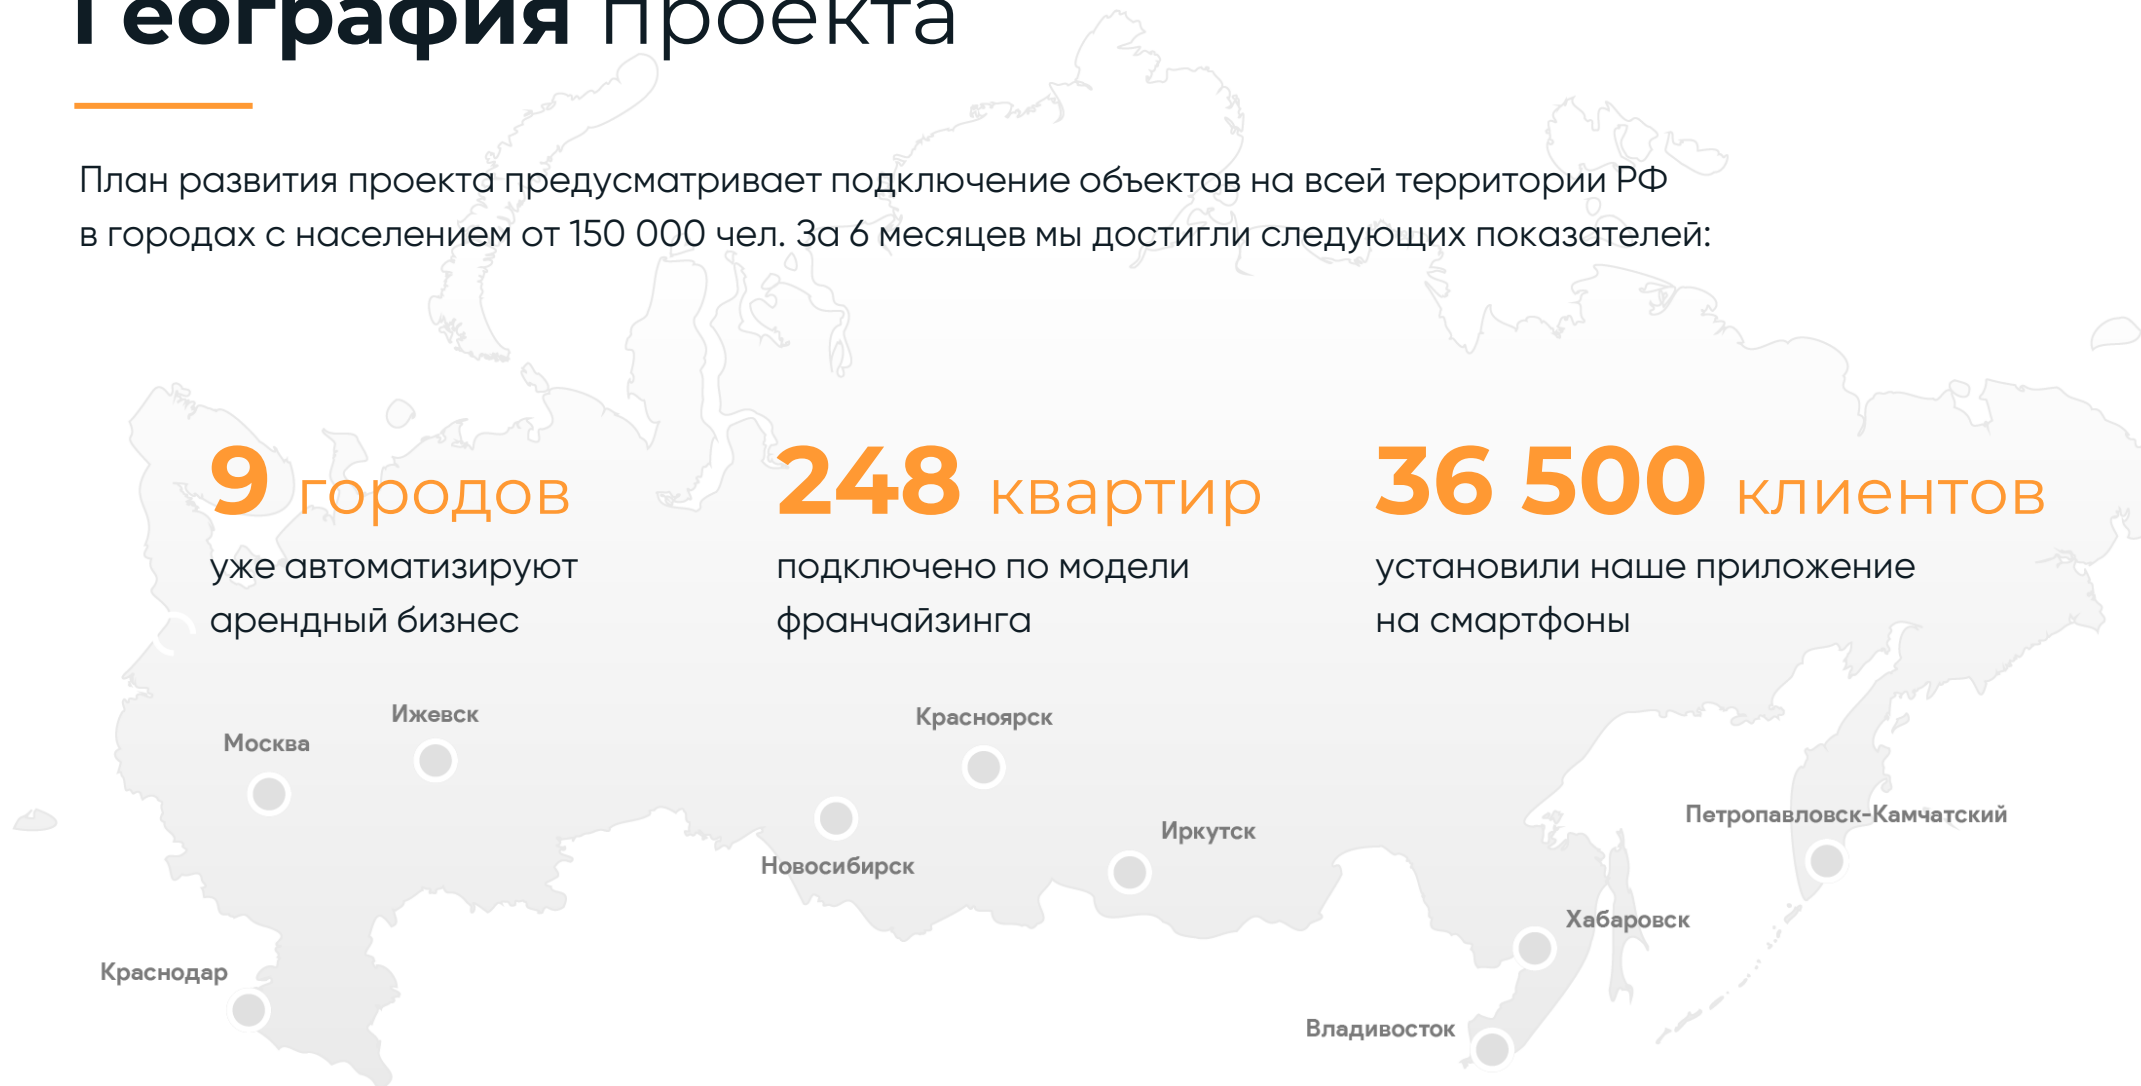 География проекта
План развития проекта предусматривает подключение объектов на всей территории РФ
в городах с населением от 150 000 чел. За 6 месяцев мы достигли следующих показателей:
9 городов
уже автоматизируют
арендный бизнес
248 квартир
подключено по модели
франчайзинга
36 500 клиентов
установили наше приложение
на смартфоны
Ижевск
Москва
Красноярск
Новосибирск
Иркутск
Петропавловск-Камчатский
Хабаровск
Краснодар
Владивосток